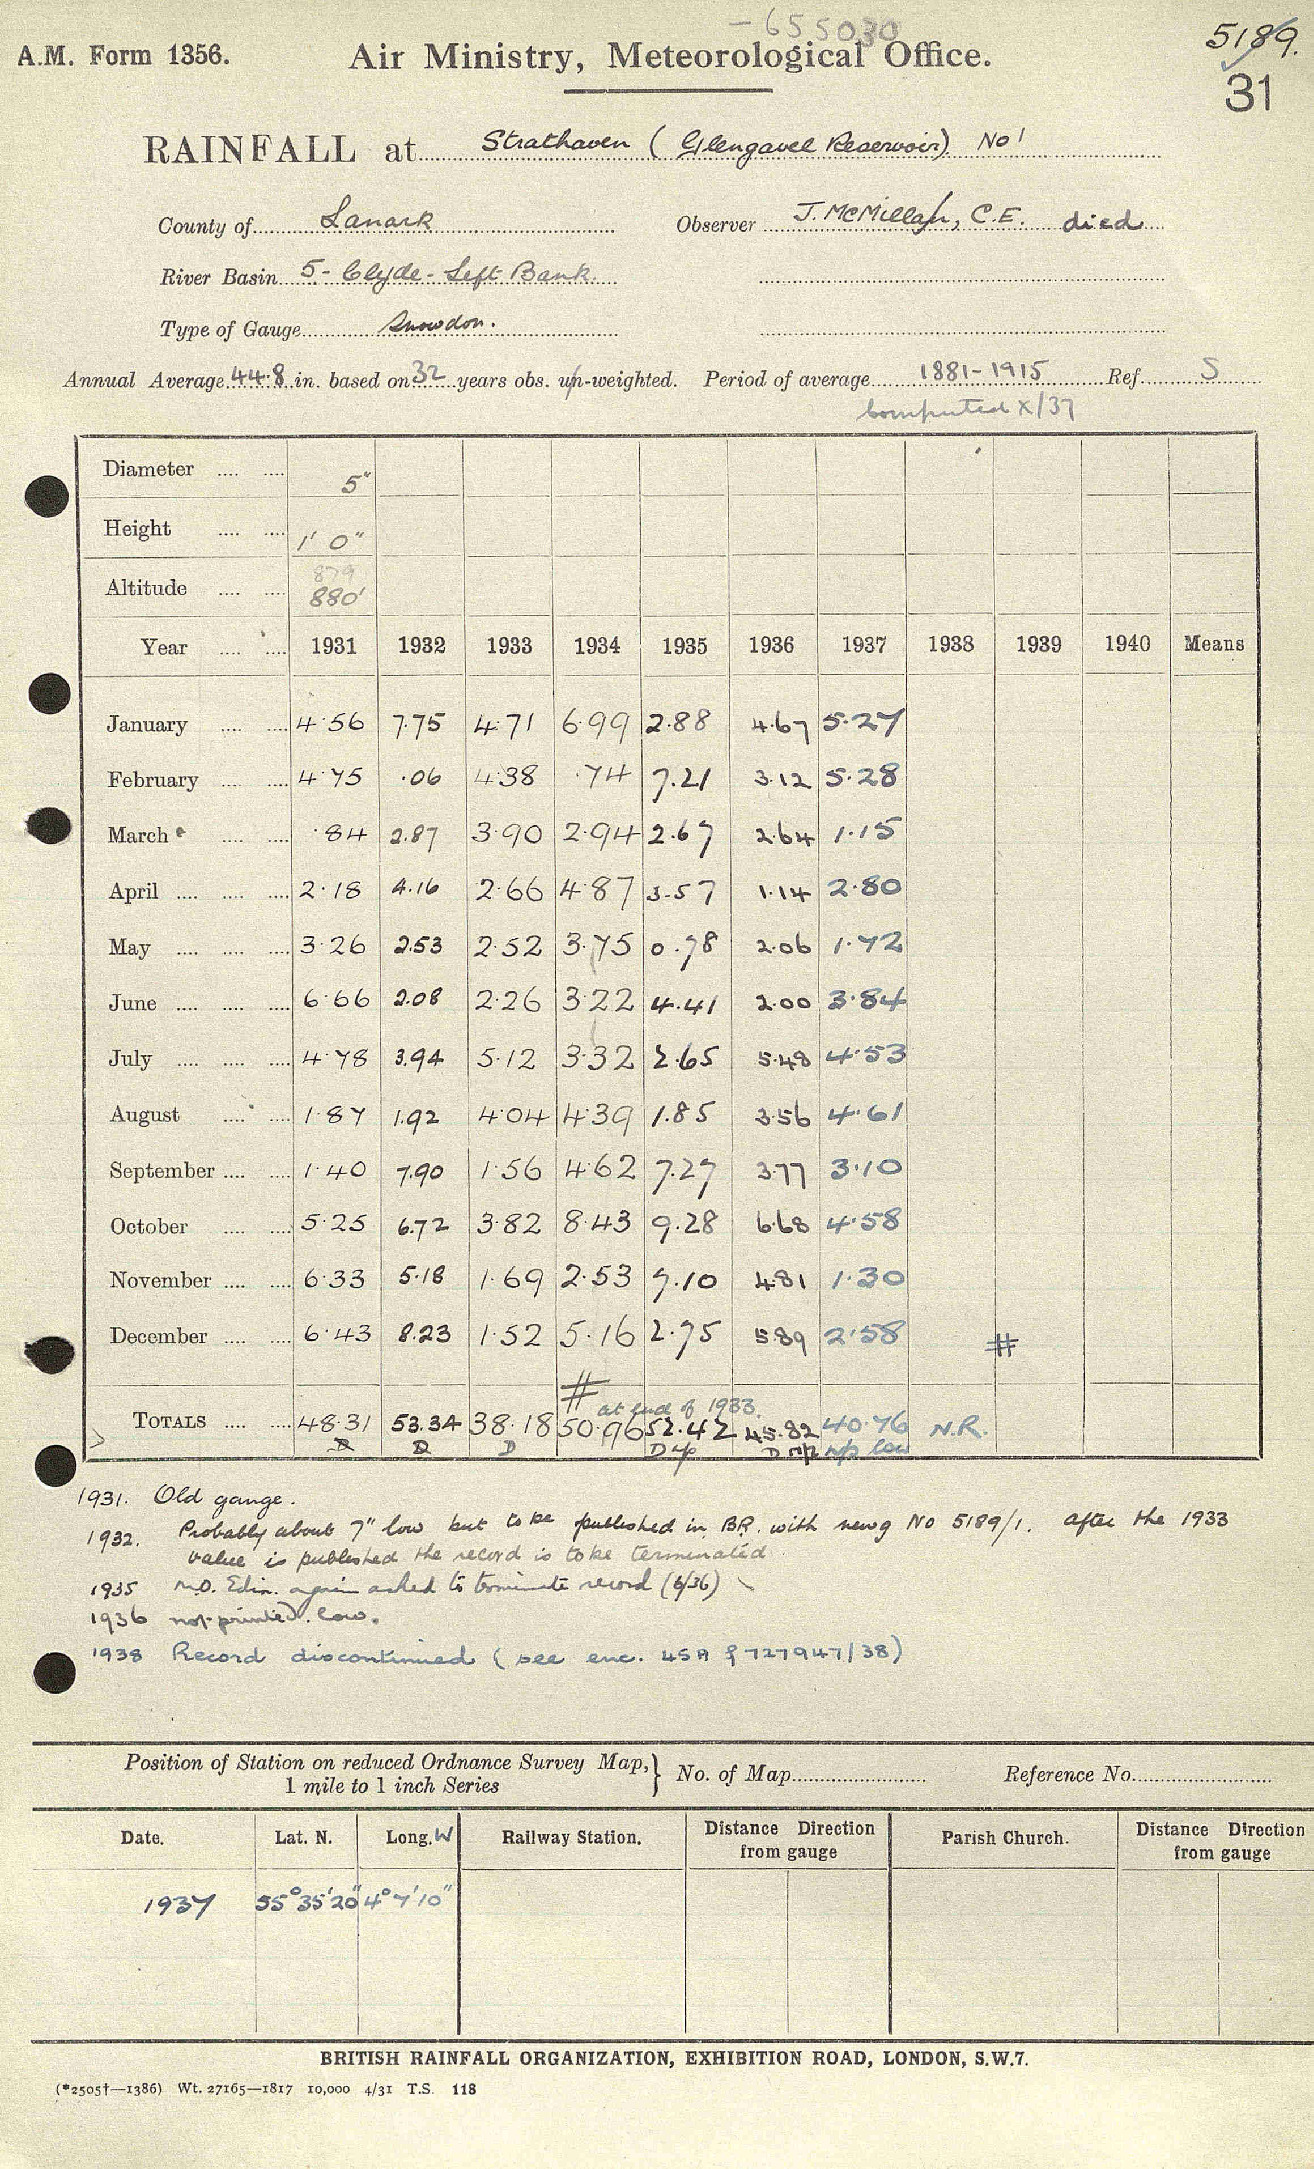 -655030
A.M. Form 1356. Air Ministry, Meteorological Office. 5189.
31
RAINFALL at Strathaven (Glengavel Reservoir) No 1
County of Lanark Observer J. McMillan, C.E. died
River Basin 5 - Clyde - Left Bank.
Type of Gauge Snowdon.
Annual Average 44.8 in. based on 32 years obs. un-weighted. Period of average 1881-1915 Ref. S
Computed X/37
Diameter 5"
Height 1' 0"
Altitude 879
880'
Year 1931 1932 1933 1934 1935 1936 1937 1938 1939 1940 Means
January 4.56 7.75 4.71 6.99 2.88 4.67 5.27
February 4.75 .06 4.38 .74 7.21 3.12 5.28
March .84 2.87 3.90 2.94 2.67 2.64 1.15
April 2.18 4.16 2.66 4.87 3.57 1.14 2.80
May 3.26 2.53 2.52 3.75 0.78 2.06 1.72
June 6.66 2.08 2.26 3.22 4.41 2.00 3.84
July 4.78 3.94 5.12 3.32 2.65 5.48 4.53
August 1.87 1.92 4.04 4.39 1.85 3.56 4.61
September 1.40 7.90 1.56 4.62 7.27 3.77 3.10
October 5.25 6.72 3.82 8.43 9.28 6.68 4.58
November 6.33 5.18 1.69 2.53 7.10 4.81 1.30
December 6.43 8.23 1.52 5.16 2.75 5.89 2.58 #
# at end of 1933.
TOTALS 48.31 53.34 38.18 50.96 52.42 45.82 40.76 N.R.
D D D D n/p D n/p n/p low
1931. Old gauge.
1932. Probably about 7" low but to be published in B.R. with new g No 5189/1. after the 1933
value is published the record is to be terminated
1935 M.O. Edin. again asked to terminate record (6/36)
1936 not printed. low.
1938 Record discontinued (see enc. 45A f 727947/38)
Position of Station on reduced Ordnance Survey Map, } No. of Map Reference No.
1 mile to 1 inch Series
Date. Lat. N. Long. W Railway Station. Distance Direction from gauge Parish Church. Distance Direction from gauge
1937 55° 35' 20" 4° 7' 10"
BRITISH RAINFALL ORGANIZATION, EXHIBITION ROAD, LONDON, S.W.7.
(*2505†—1386) Wt. 27165—1817 10,000 4/31 T.S. 118